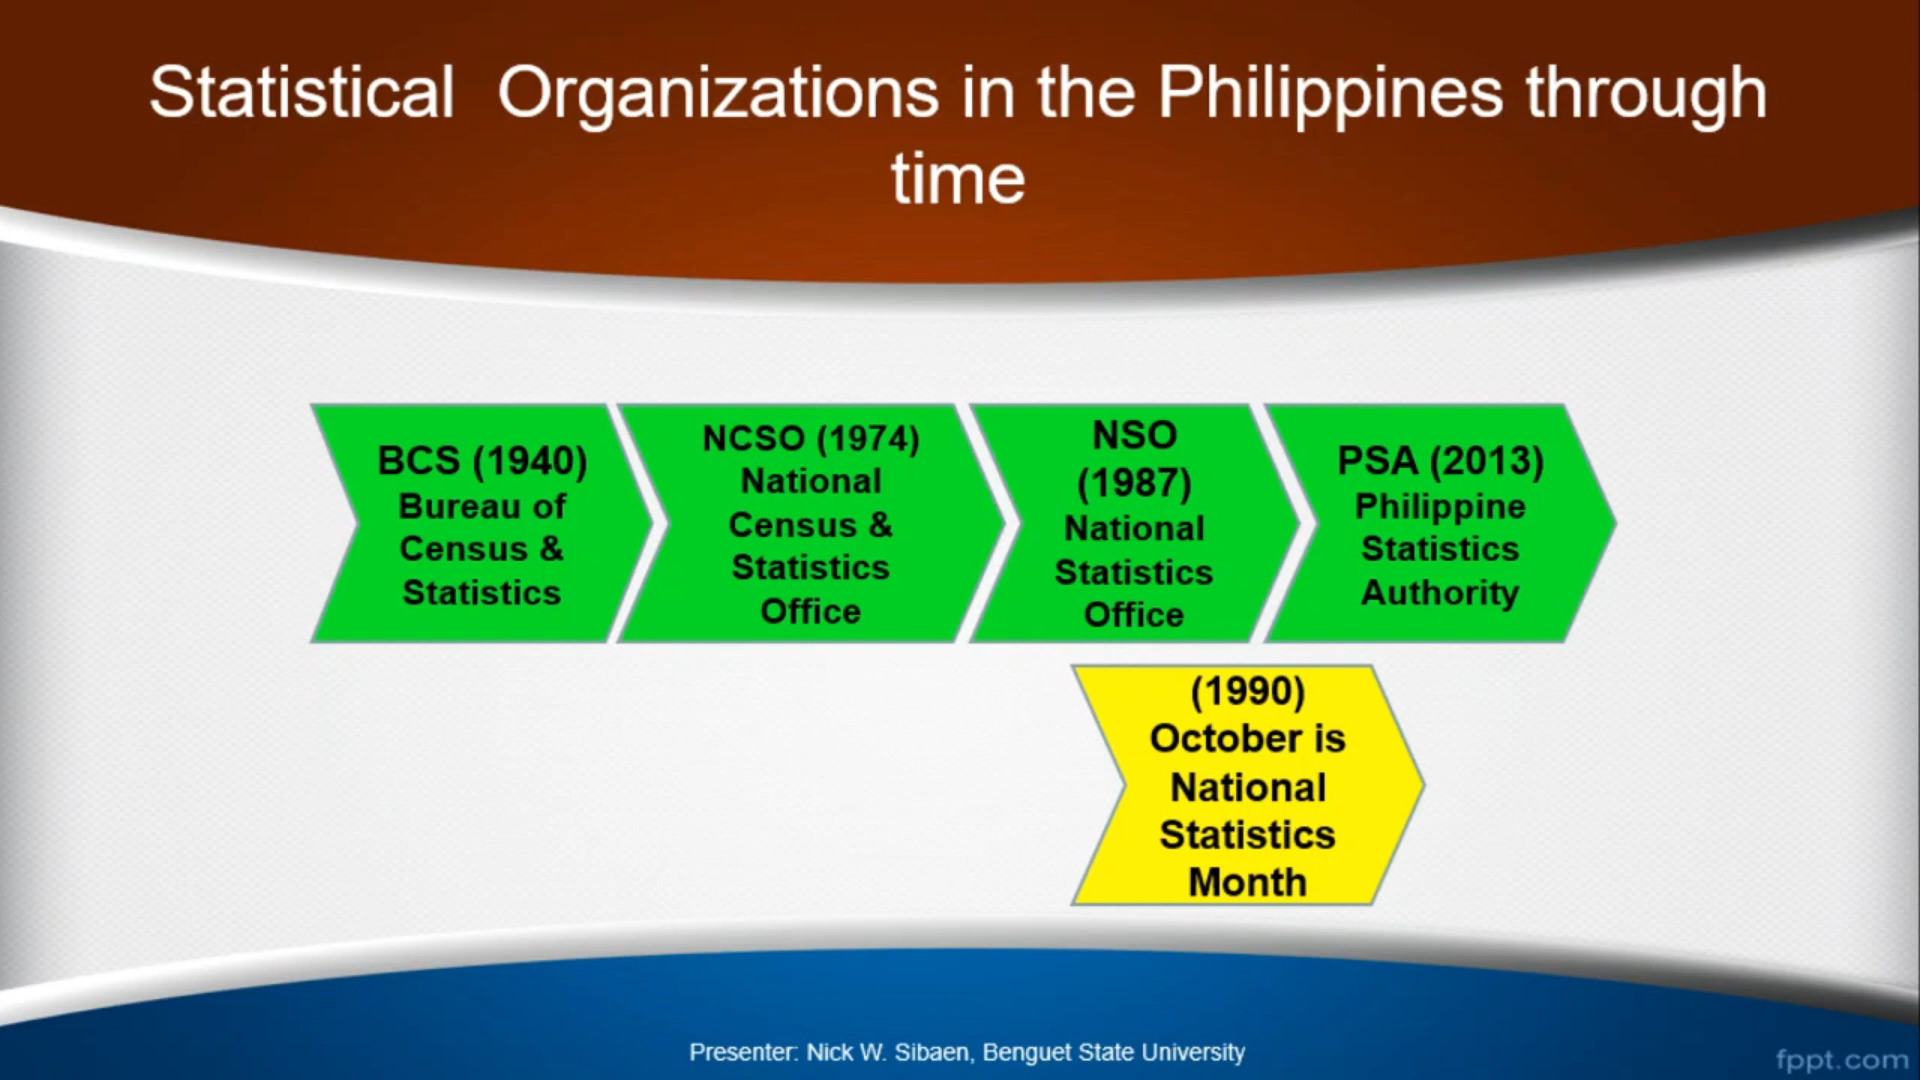 Statistical Organizations in the Philippines through
time
BCS (1940)
Bureau of
Census &
Statistics
NCSO (1974)
National
Census &
Statistics
Office
NSO
(1987)
National
Statistics
Office
PSA (2013)
Philippine
Statistics
Authority
(1990)
October is
National
Statistics
Month
Presenter: Nick W. Sibaen, Benguet State University
fppt.com